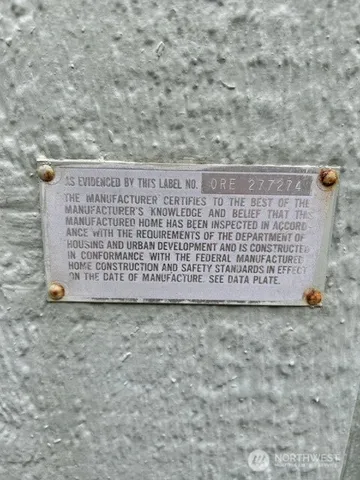 AS EVIDENCED BY THIS LABEL NO. ORE 277274
THE MANUFACTURER CERTIFIES TO THE BEST OF THE
MANUFACTURER'S KNOWLEDGE AND BELIEF THAT THIS
MANUFACTURED HOME HAS BEEN INSPECTED IN ACCORD-
ANCE WITH THE REQUIREMENTS OF THE DEPARTMENT OF
HOUSING AND URBAN DEVELOPMENT AND IS CONSTRUCTED
IN CONFORMANCE WITH THE FEDERAL MANUFACTURED
HOME CONSTRUCTION AND SAFETY STANDARDS IN EFFECT
ON THE DATE OF MANUFACTURE. SEE DATA PLATE.
NORTHWEST